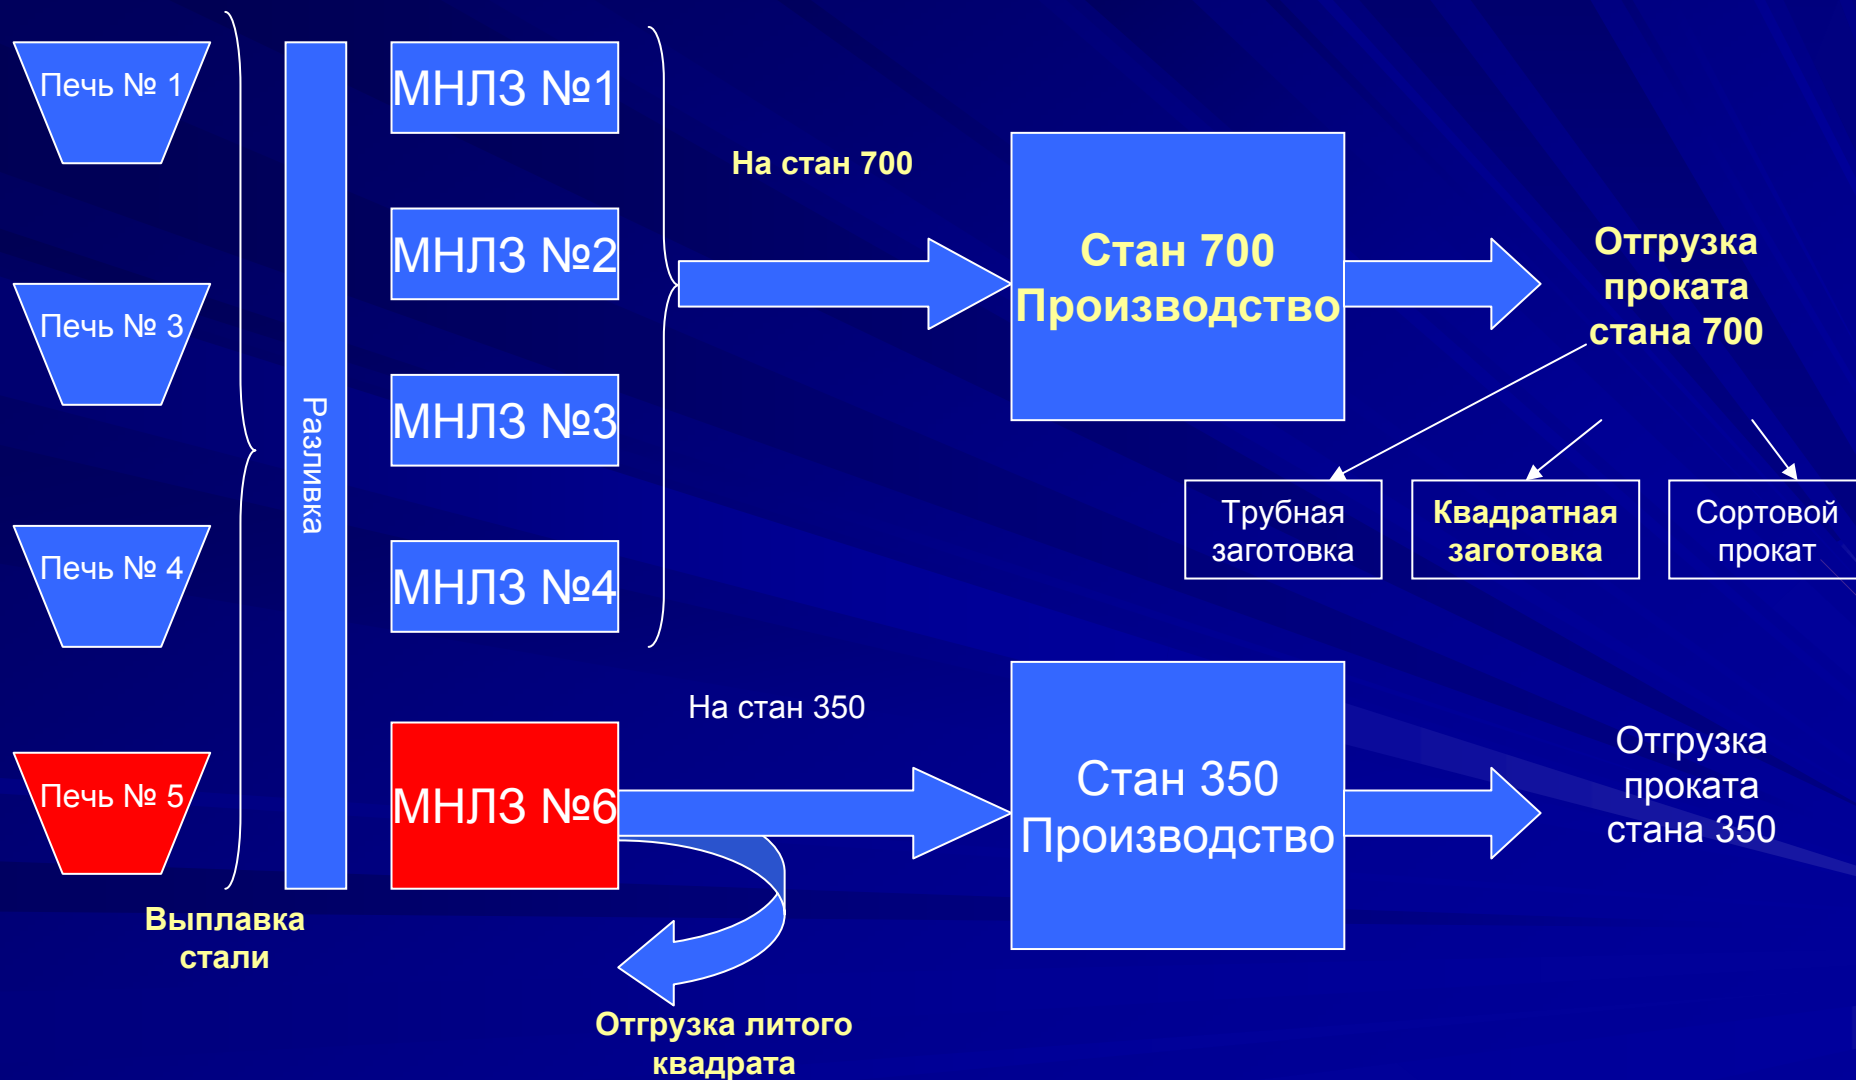 Печь № 1
Печь № 3
Печь № 4
Печь № 5
Выплавка
стали
Разливка
МНЛЗ №1
МНЛЗ №2
МНЛЗ №3
МНЛЗ №4
МНЛЗ №6
На стан 700
Стан 700
Производство
Отгрузка
проката
стана 700
Трубная
заготовка
Квадратная
заготовка
Сортовой
прокат
На стан 350
Стан 350
Производство
Отгрузка
проката
стана 350
Отгрузка литого
квадрата